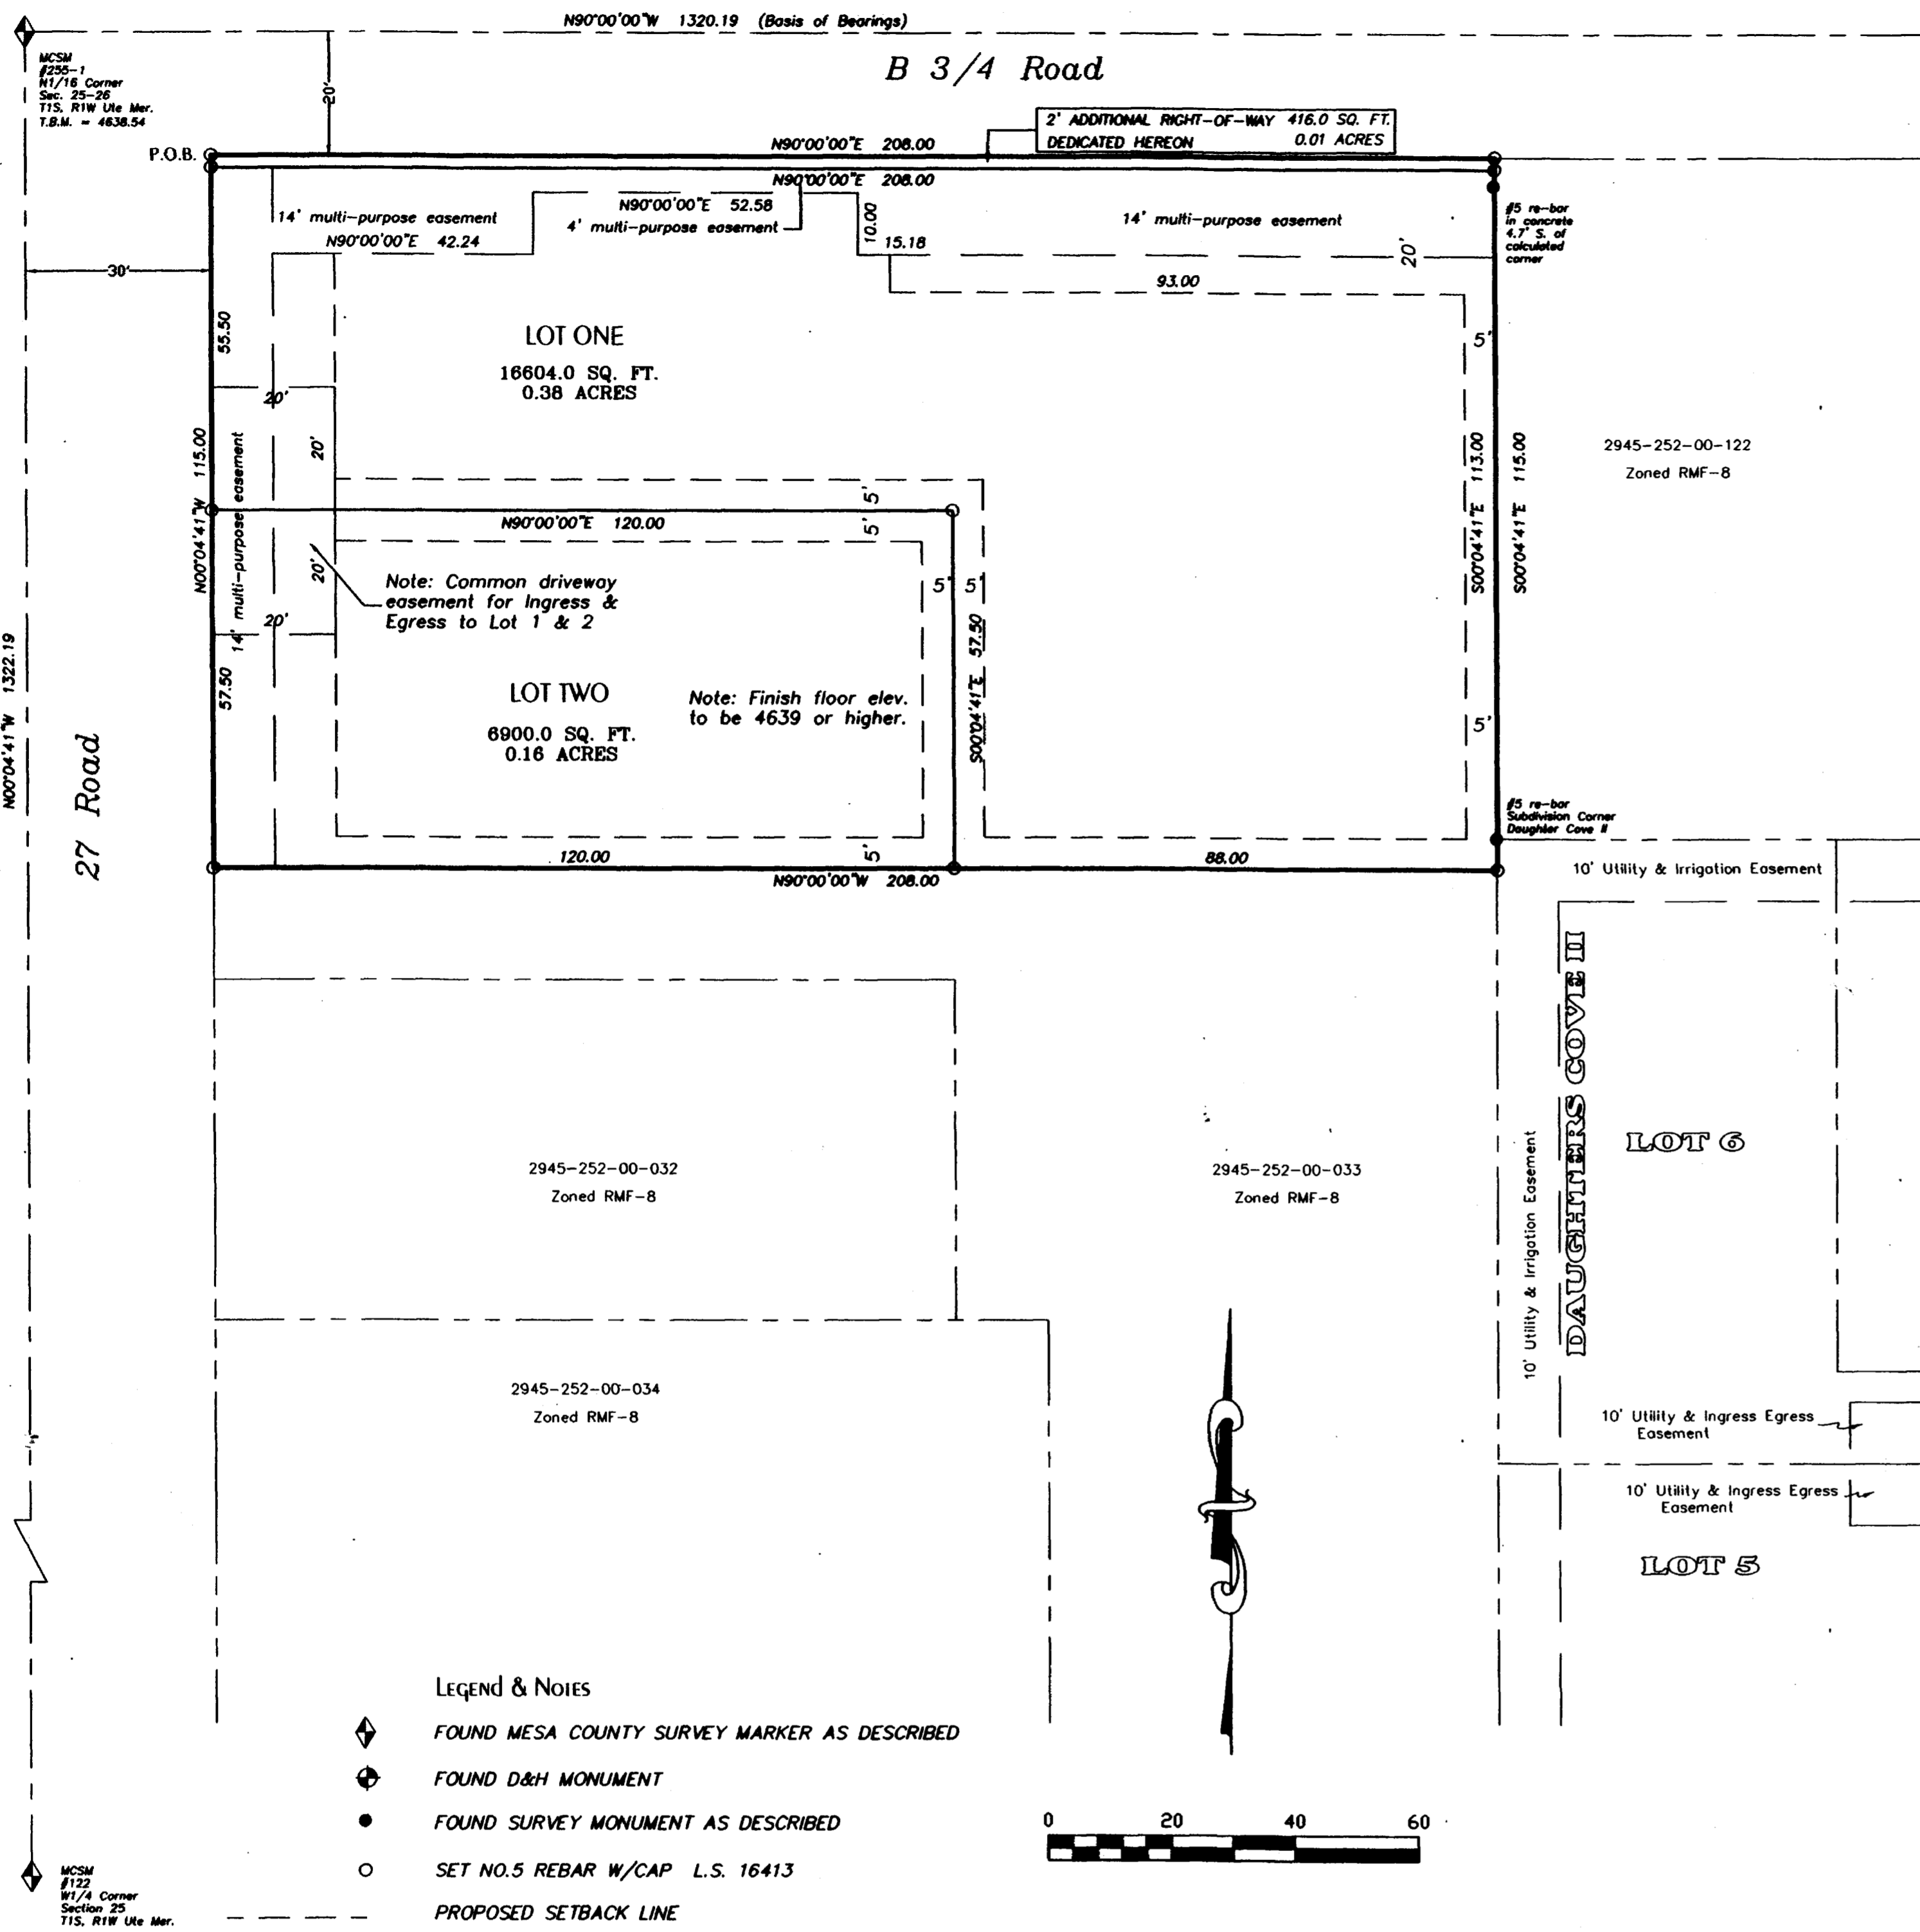 N90°00'00"W 1320.19 (Basis of Bearings)
B 3/4 Road
MCSM
#255-1
N1/16 Corner
Sec. 25-26
T1S, R1W Ute Mer.
T.B.M. = 4638.54
20'
2' ADDITIONAL RIGHT-OF-WAY 416.0 SQ. FT.
DEDICATED HEREON 0.01 ACRES
P.O.B.
N90°00'00"E 208.00
N90°00'00"E 208.00
14' multi-purpose easement
N90°00'00"E 42.24
N90°00'00"E 52.58
4' multi-purpose easement
10.00
15.18
14' multi-purpose easement
20'
93.00
#5 re-bar
in concrete
4.7' S. of
calculated
corner
30'
55.50
LOT ONE
16604.0 SQ. FT.
0.38 ACRES
5'
20'
20'
N00°04'41"W 115.00
14' multi-purpose easement
S00°04'41"E 113.00
S00°04'41"E 115.00
2945-252-00-122
Zoned RMF-8
5'
5'
N90°00'00"E 120.00
20'
Note: Common driveway
easement for Ingress &
Egress to Lot 1 & 2
5'
5'
20'
57.50
S00°04'41"E 57.50
N00°04'41"W 1322.19
27 Road
LOT TWO
6900.0 SQ. FT.
0.16 ACRES
Note: Finish floor elev.
to be 4639 or higher.
5'
#5 re-bar
Subdivision Corner
Daughter Cove II
120.00
5'
88.00
N90°00'00"W 208.00
10' Utility & Irrigation Easement
DAUGHTERS COVE II
10' Utility & Irrigation Easement
LOT 6
2945-252-00-032
Zoned RMF-8
2945-252-00-033
Zoned RMF-8
2945-252-00-034
Zoned RMF-8
10' Utility & Ingress Egress
Easement
10' Utility & Ingress Egress
Easement
LOT 5
Legend & Notes
FOUND MESA COUNTY SURVEY MARKER AS DESCRIBED
FOUND D&H MONUMENT
FOUND SURVEY MONUMENT AS DESCRIBED
SET NO.5 REBAR W/CAP L.S. 16413
PROPOSED SETBACK LINE
0 20 40 60
MCSM
#122
W1/4 Corner
Section 25
T1S, R1W Ute Mer.